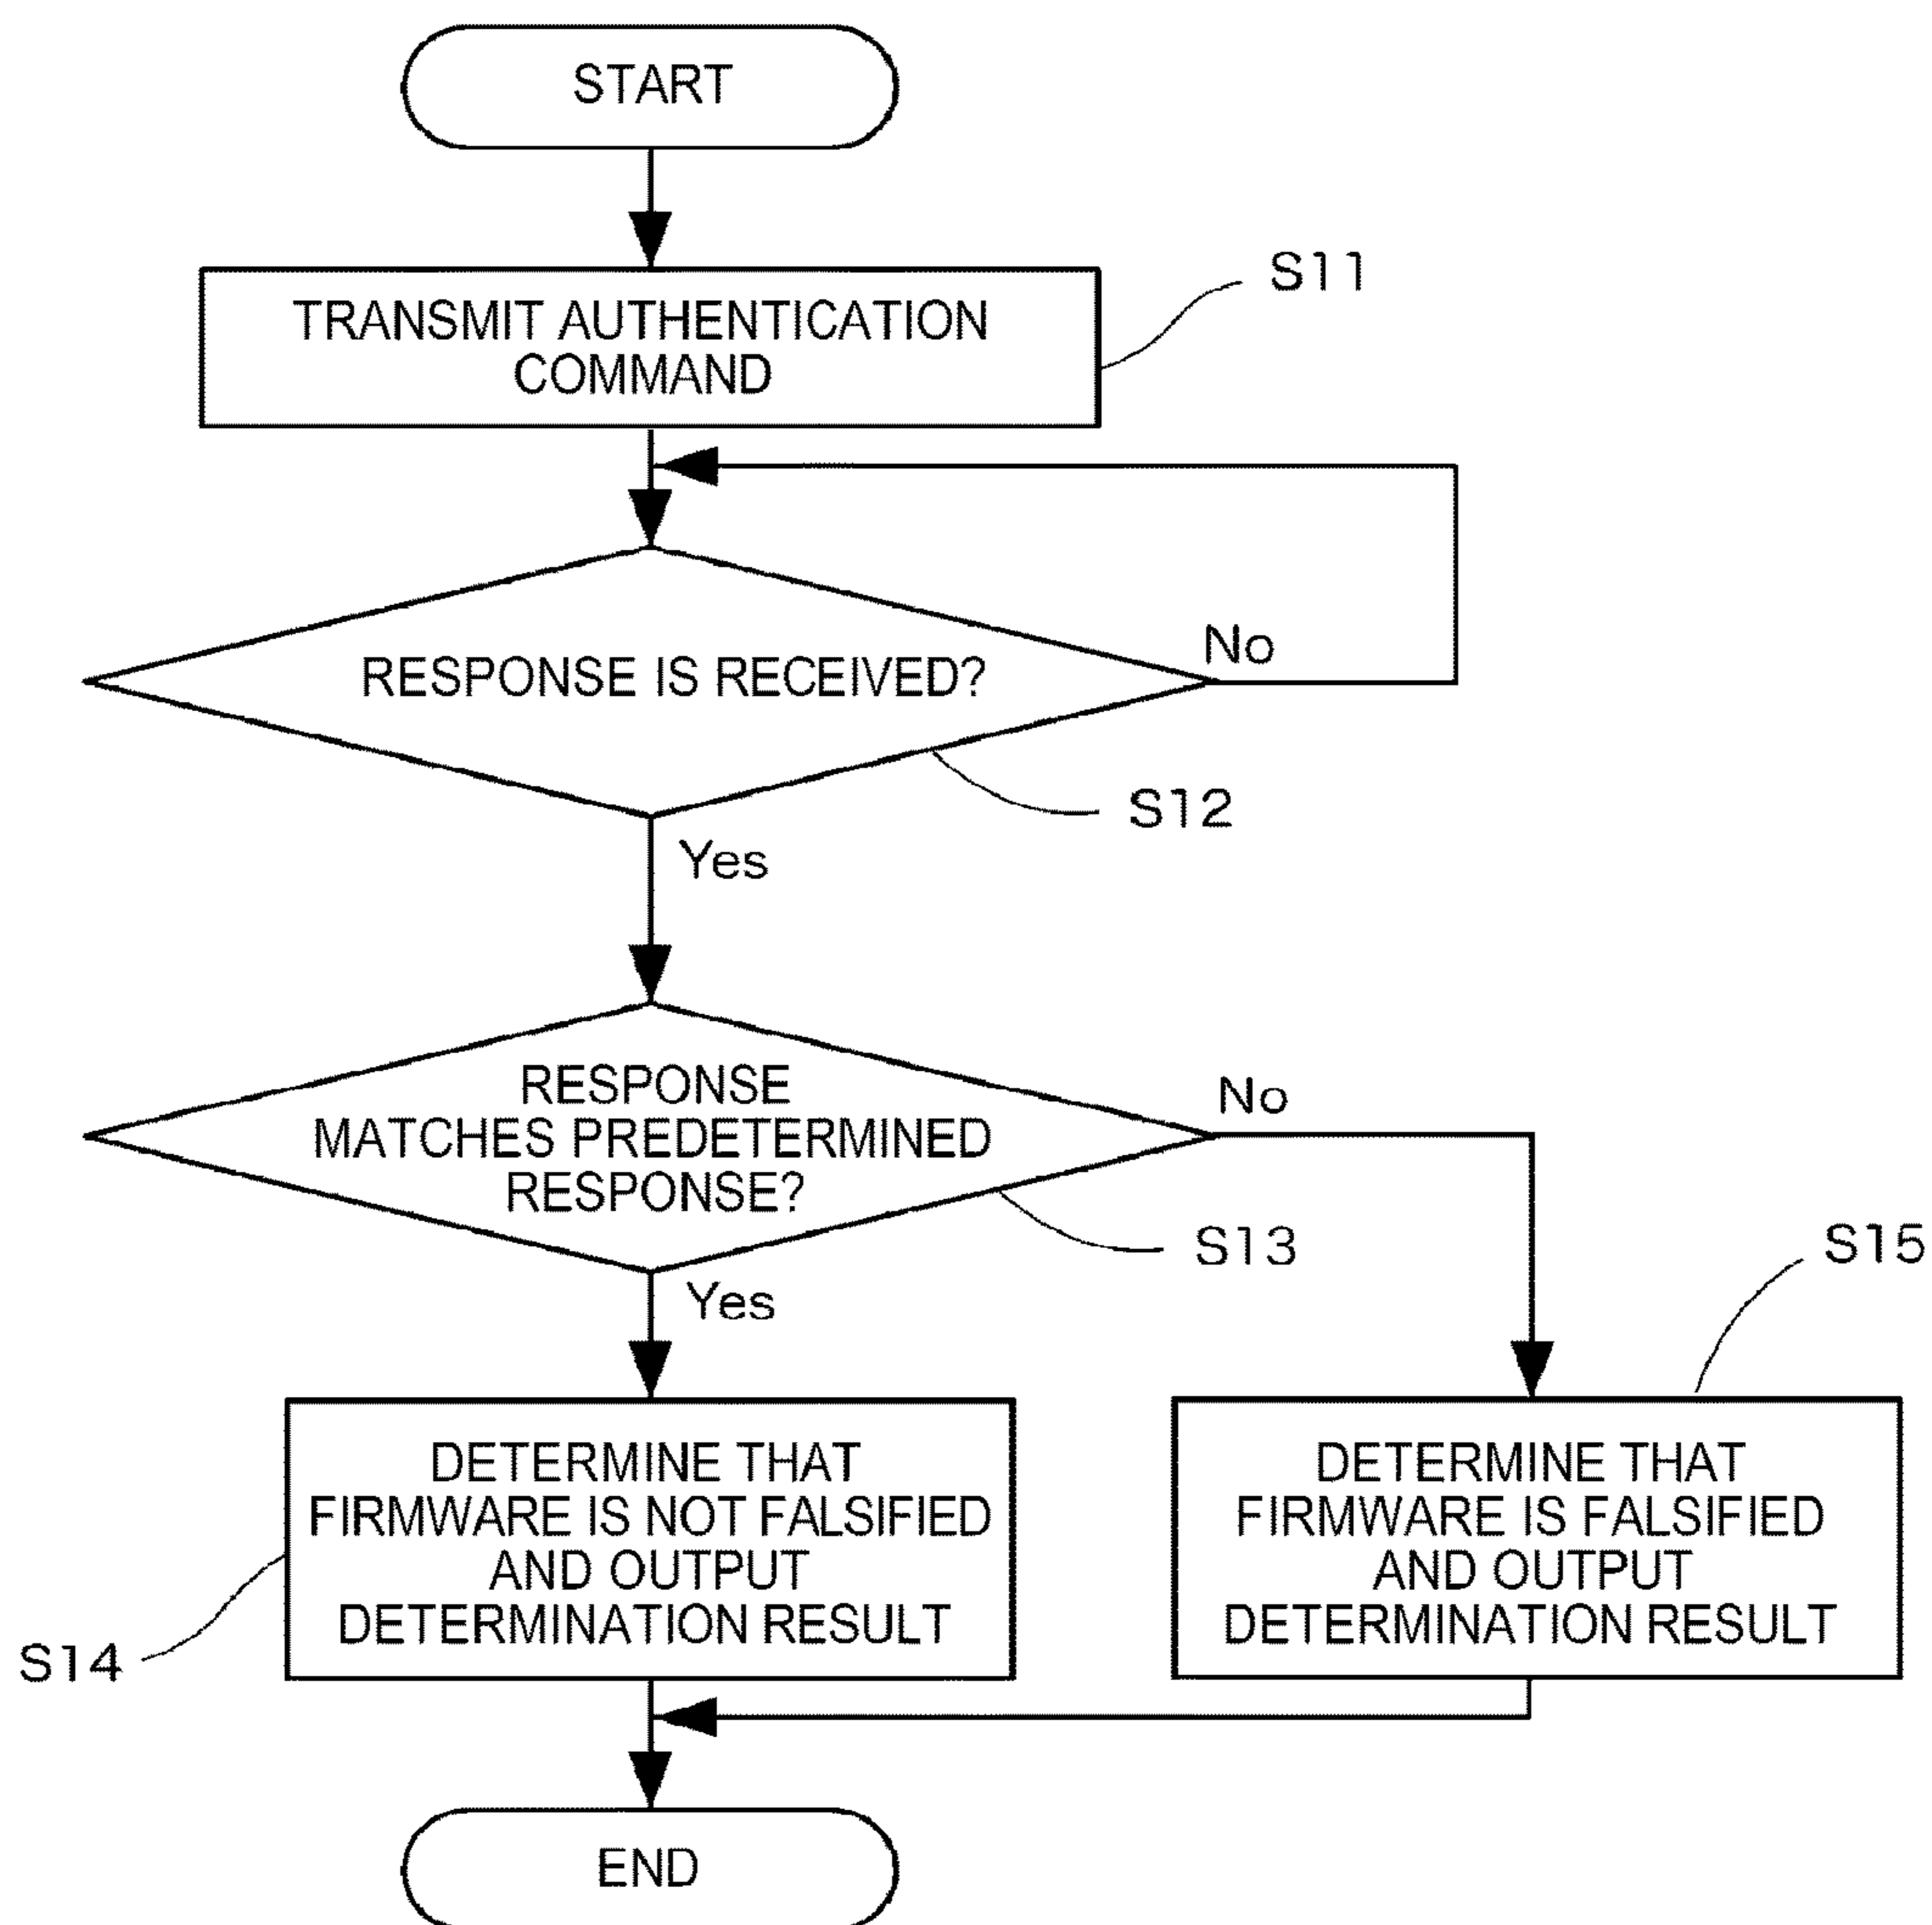 START
TRANSMIT AUTHENTICATION
COMMAND
S11
RESPONSE IS RECEIVED?
No
S12
Yes
RESPONSE
MATCHES PREDETERMINED
RESPONSE?
No
S13
Yes
S15
DETERMINE THAT
FIRMWARE IS NOT FALSIFIED
AND OUTPUT
DETERMINATION RESULT
S14
DETERMINE THAT
FIRMWARE IS FALSIFIED
AND OUTPUT
DETERMINATION RESULT
END